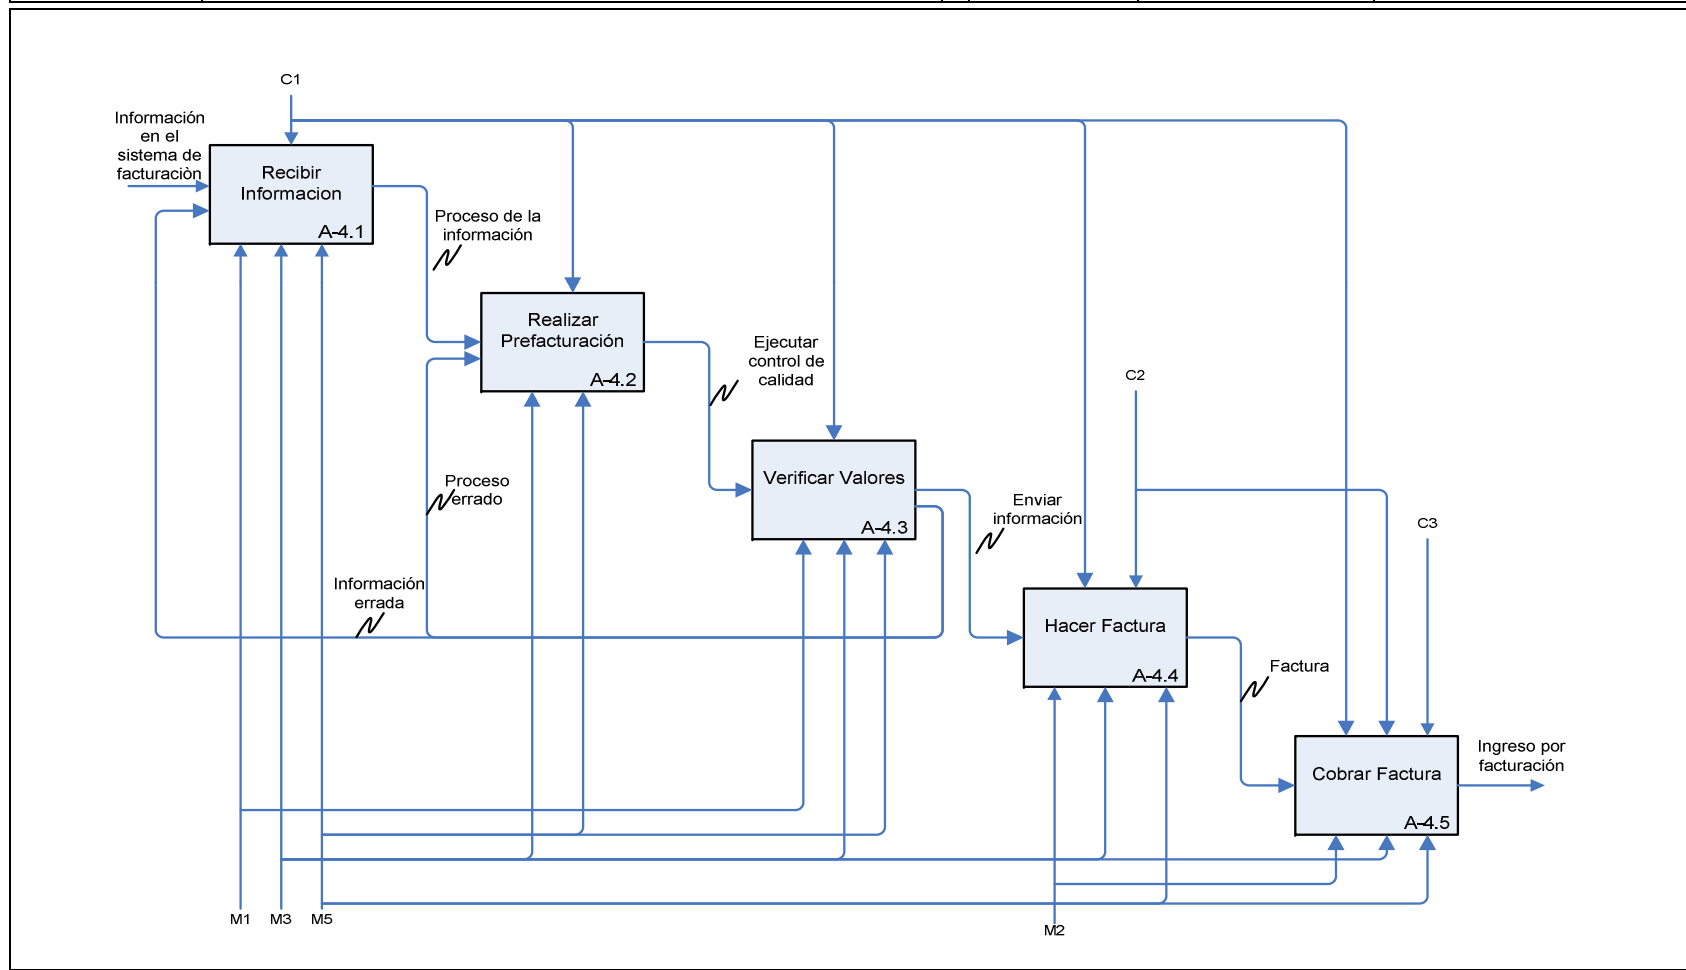 C1
Información
en el
sistema de
facturaciòn
Recibir
Informacion
A-4.1
Proceso de la
información
Realizar
Prefacturación
A-4.2
Ejecutar
control de
calidad
C2
Verificar Valores
A-4.3
Proceso
errado
Enviar
información
C3
Información
errada
Hacer Factura
A-4.4
Factura
Cobrar Factura
A-4.5
Ingreso por
facturación
M1
M3
M5
M2